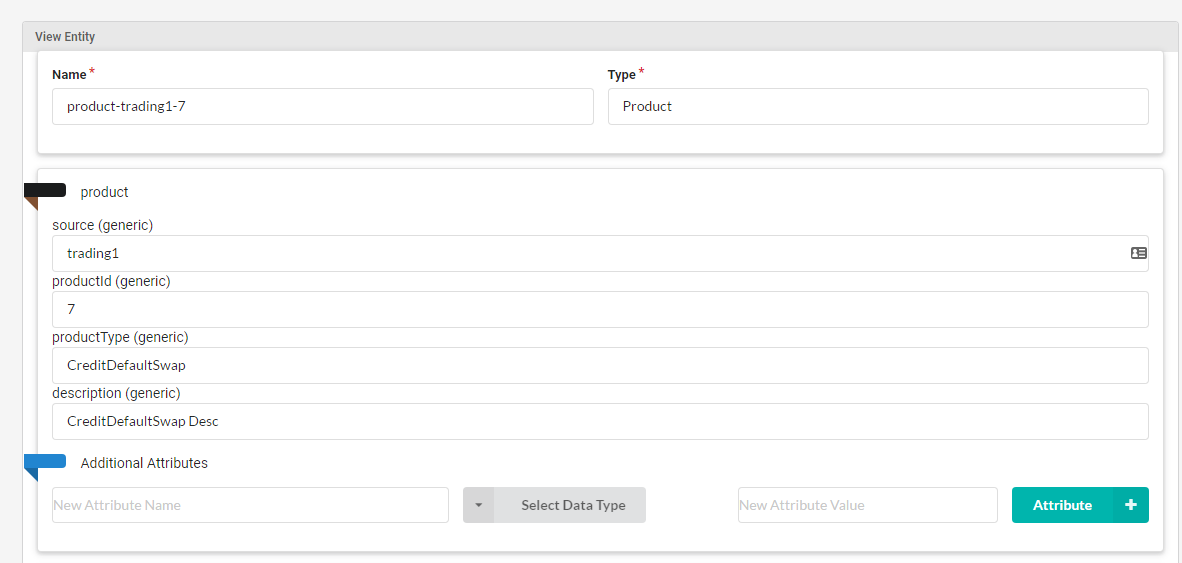 View Entity
Name * Type *
product-trading1-7 Product
product
source (generic)
trading1
productId (generic)
7
productType (generic)
CreditDefaultSwap
description (generic)
CreditDefaultSwap Desc
Additional Attributes
New Attribute Name Select Data Type New Attribute Value Attribute +